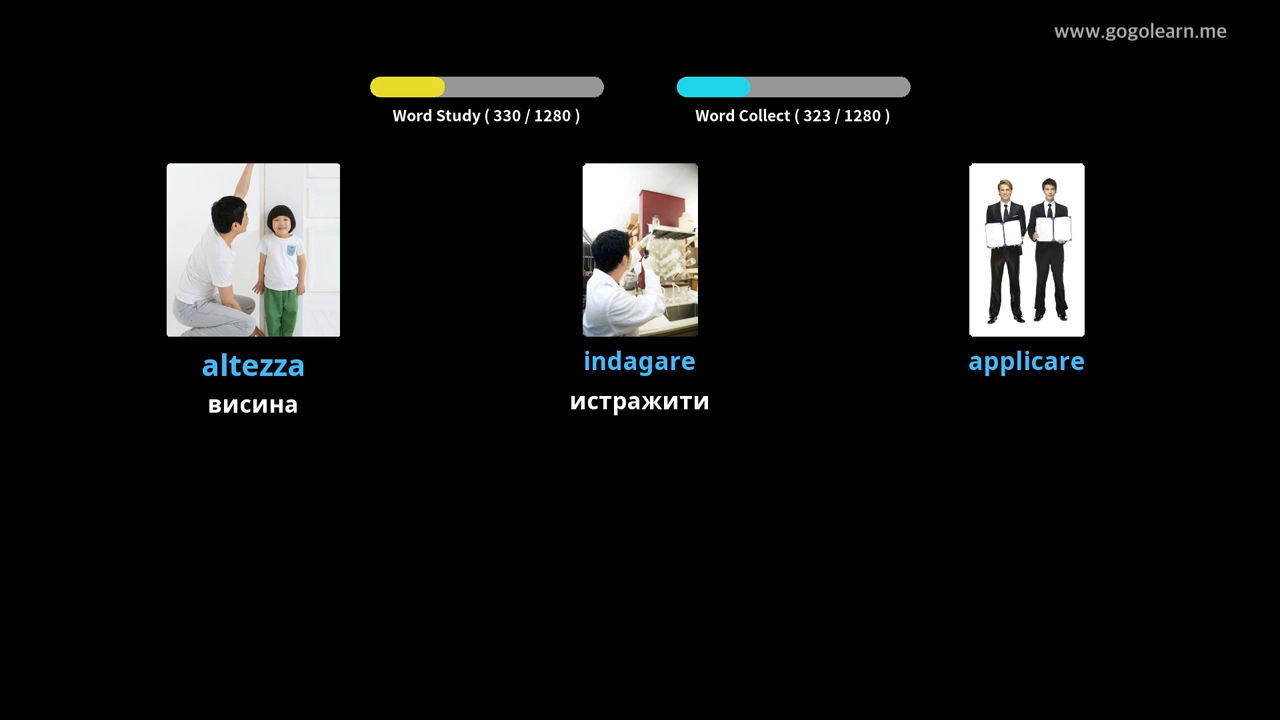 www.gogolearn.me
Word Study ( 330 / 1280 )
Word Collect ( 323 / 1280 )
altezza
висина
indagare
истражити
applicare